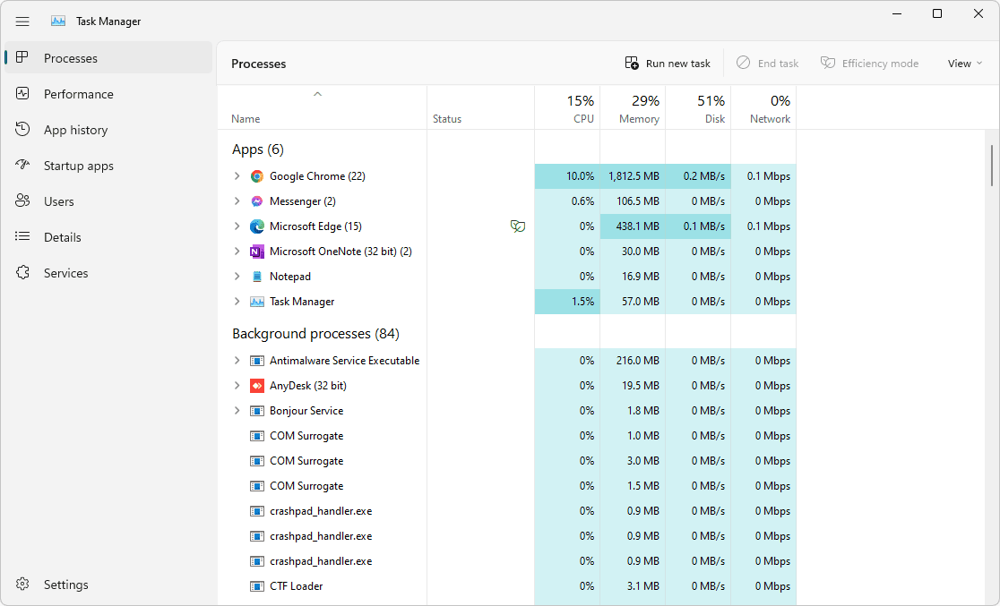 Task Manager
Processes
Performance
App history
Startup apps
Users
Details
Services
Settings
Processes
Run new task
End task
Efficiency mode
View
15% 29% 51% 0%
Name Status CPU Memory Disk Network
Apps (6)
Google Chrome (22) 10.0% 1,812.5 MB 0.2 MB/s 0.1 Mbps
Messenger (2) 0.6% 106.5 MB 0 MB/s 0 Mbps
Microsoft Edge (15) 0% 438.1 MB 0.1 MB/s 0.1 Mbps
Microsoft OneNote (32 bit) (2) 0% 30.0 MB 0 MB/s 0 Mbps
Notepad 0% 16.9 MB 0 MB/s 0 Mbps
Task Manager 1.5% 57.0 MB 0 MB/s 0 Mbps
Background processes (84)
Antimalware Service Executable 0% 216.0 MB 0 MB/s 0 Mbps
AnyDesk (32 bit) 0% 19.5 MB 0 MB/s 0 Mbps
Bonjour Service 0% 1.8 MB 0 MB/s 0 Mbps
COM Surrogate 0% 1.0 MB 0 MB/s 0 Mbps
COM Surrogate 0% 3.0 MB 0 MB/s 0 Mbps
COM Surrogate 0% 1.5 MB 0 MB/s 0 Mbps
crashpad_handler.exe 0% 0.9 MB 0 MB/s 0 Mbps
crashpad_handler.exe 0% 0.9 MB 0 MB/s 0 Mbps
crashpad_handler.exe 0% 0.9 MB 0 MB/s 0 Mbps
CTF Loader 0% 3.1 MB 0 MB/s 0 Mbps